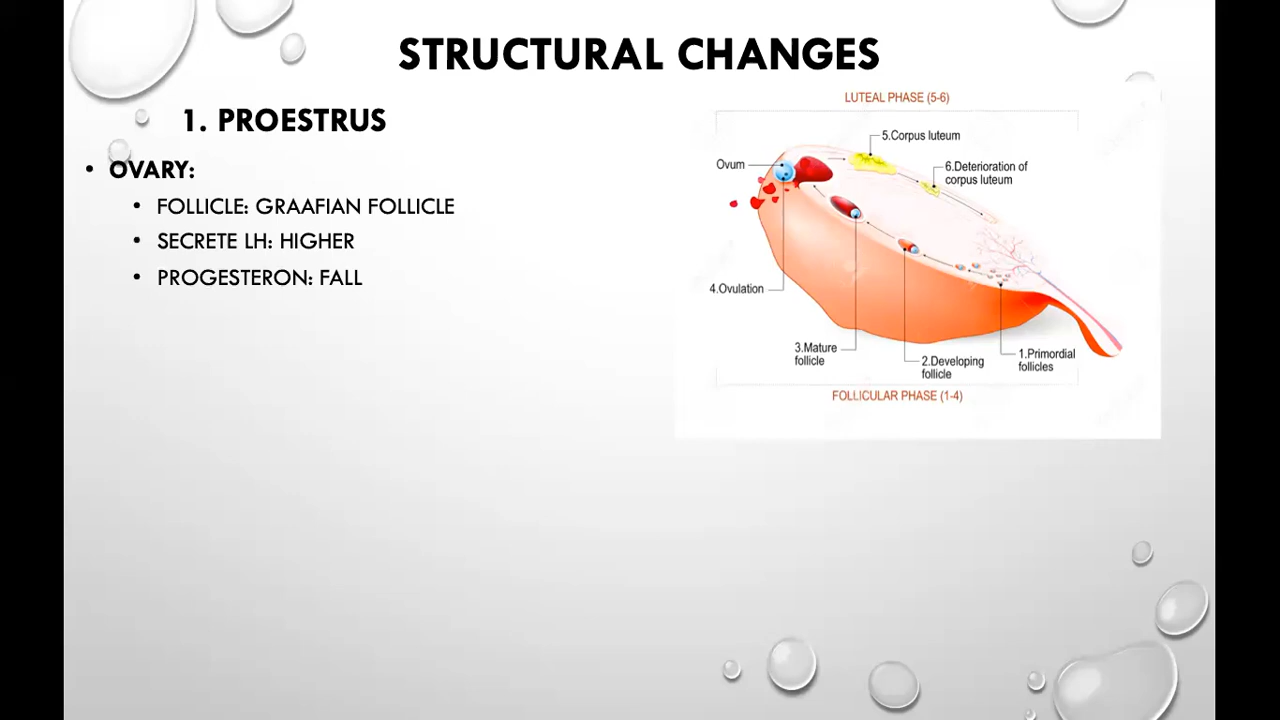 STRUCTURAL CHANGES
1. PROESTRUS
• OVARY:
• FOLLICLE: GRAAFIAN FOLLICLE
• SECRETE LH: HIGHER
• PROGESTERON: FALL
LUTEAL PHASE (5-6)
5.Corpus luteum
Ovum
6.Deterioration of
corpus luteum
4.Ovulation
3.Mature
follicle
2.Developing
follicle
1.Primordial
follicles
FOLLICULAR PHASE (1-4)